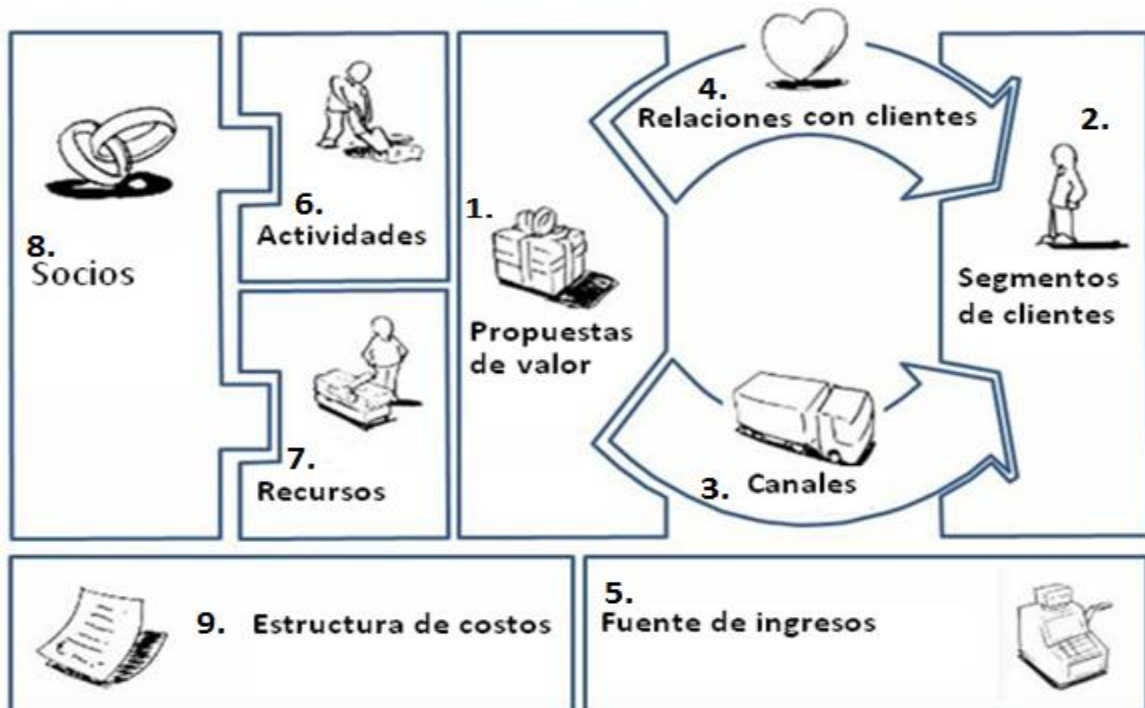 8.
Socios
6.
Actividades
7.
Recursos
1.
Propuestas
de valor
4.
Relaciones con clientes
3. Canales
2.
Segmentos
de clientes
9. Estructura de costos
5.
Fuente de ingresos